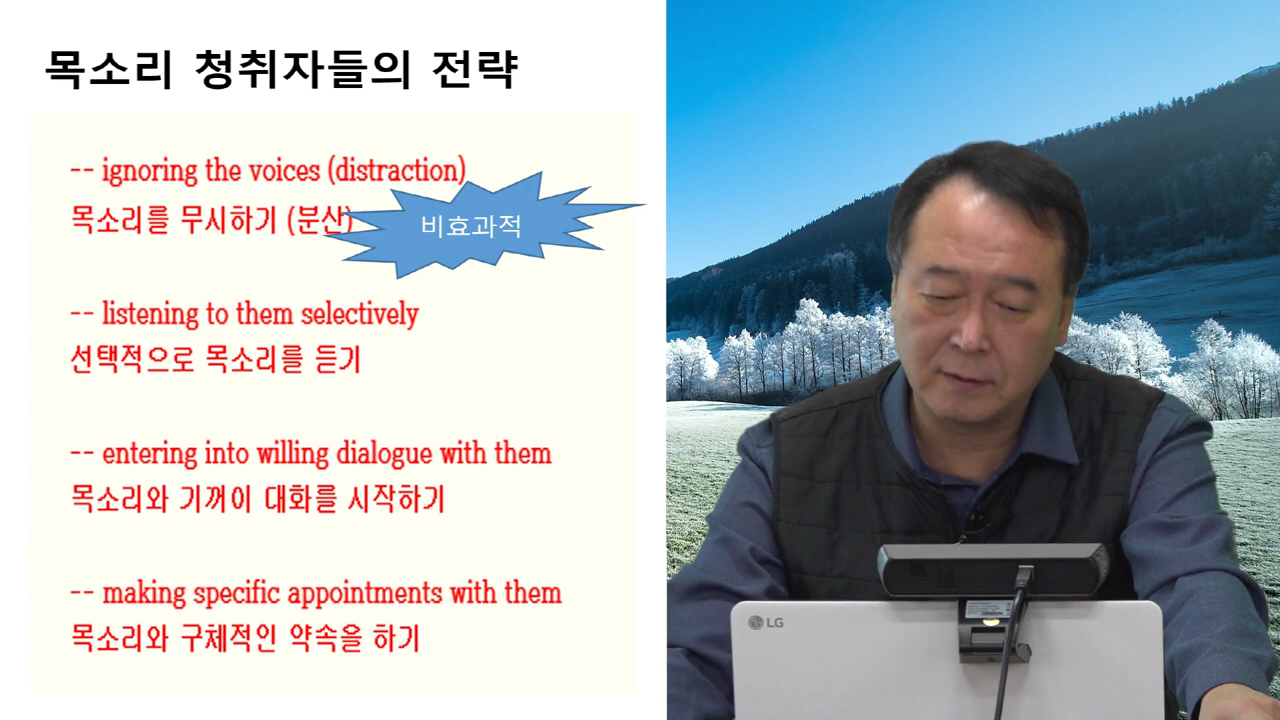 목소리 청취자들의 전략
-- ignoring the voices (distraction)
목소리를 무시하기 (분산)
비효과적
-- listening to them selectively
선택적으로 목소리를 듣기
-- entering into willing dialogue with them
목소리와 기꺼이 대화를 시작하기
-- making specific appointments with them
목소리와 구체적인 약속을 하기
LG